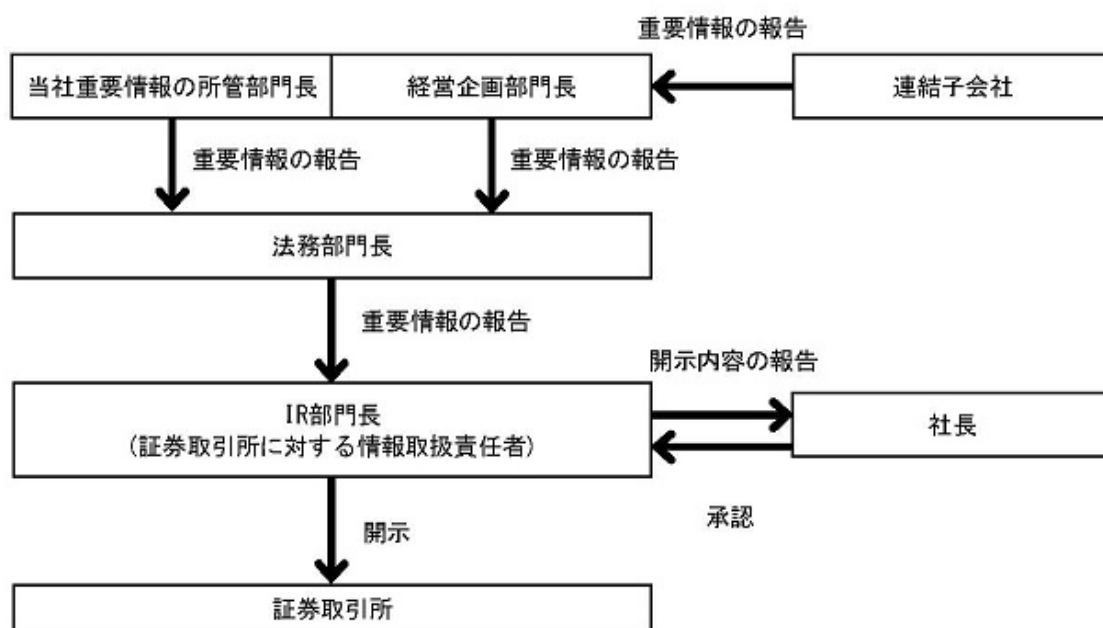 重要情報の報告
当社重要情報の所管部門長
経営企画部門長
連結子会社
重要情報の報告
重要情報の報告
法務部門長
重要情報の報告
開示内容の報告
IR部門長
(証券取引所に対する情報取扱責任者)
社長
承認
開示
証券取引所